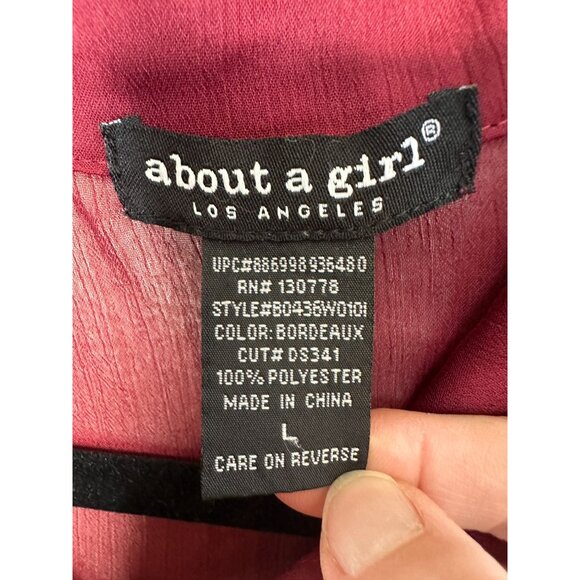 about a girl®
LOS ANGELES
UPC#886998936480
RN# 130778
STYLE#B0436W0101
COLOR:BORDEAUX
CUT# DS341
100% POLYESTER
MADE IN CHINA
L
CARE ON REVERSE